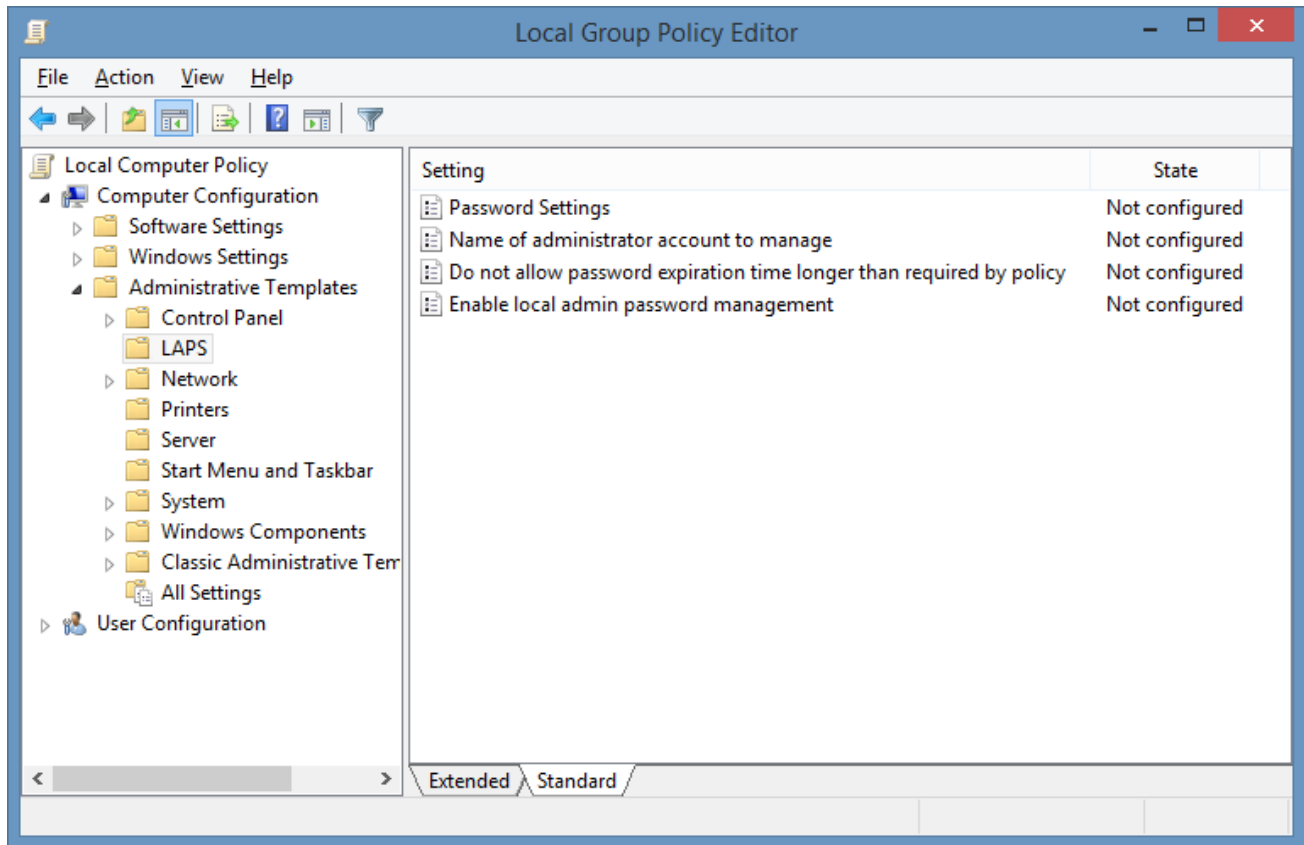 Local Group Policy Editor
File Action View Help
Local Computer Policy
Computer Configuration
Software Settings
Windows Settings
Administrative Templates
Control Panel
LAPS
Network
Printers
Server
Start Menu and Taskbar
System
Windows Components
Classic Administrative Tem
All Settings
User Configuration
Setting State
Password Settings Not configured
Name of administrator account to manage Not configured
Do not allow password expiration time longer than required by policy Not configured
Enable local admin password management Not configured
Extended Standard